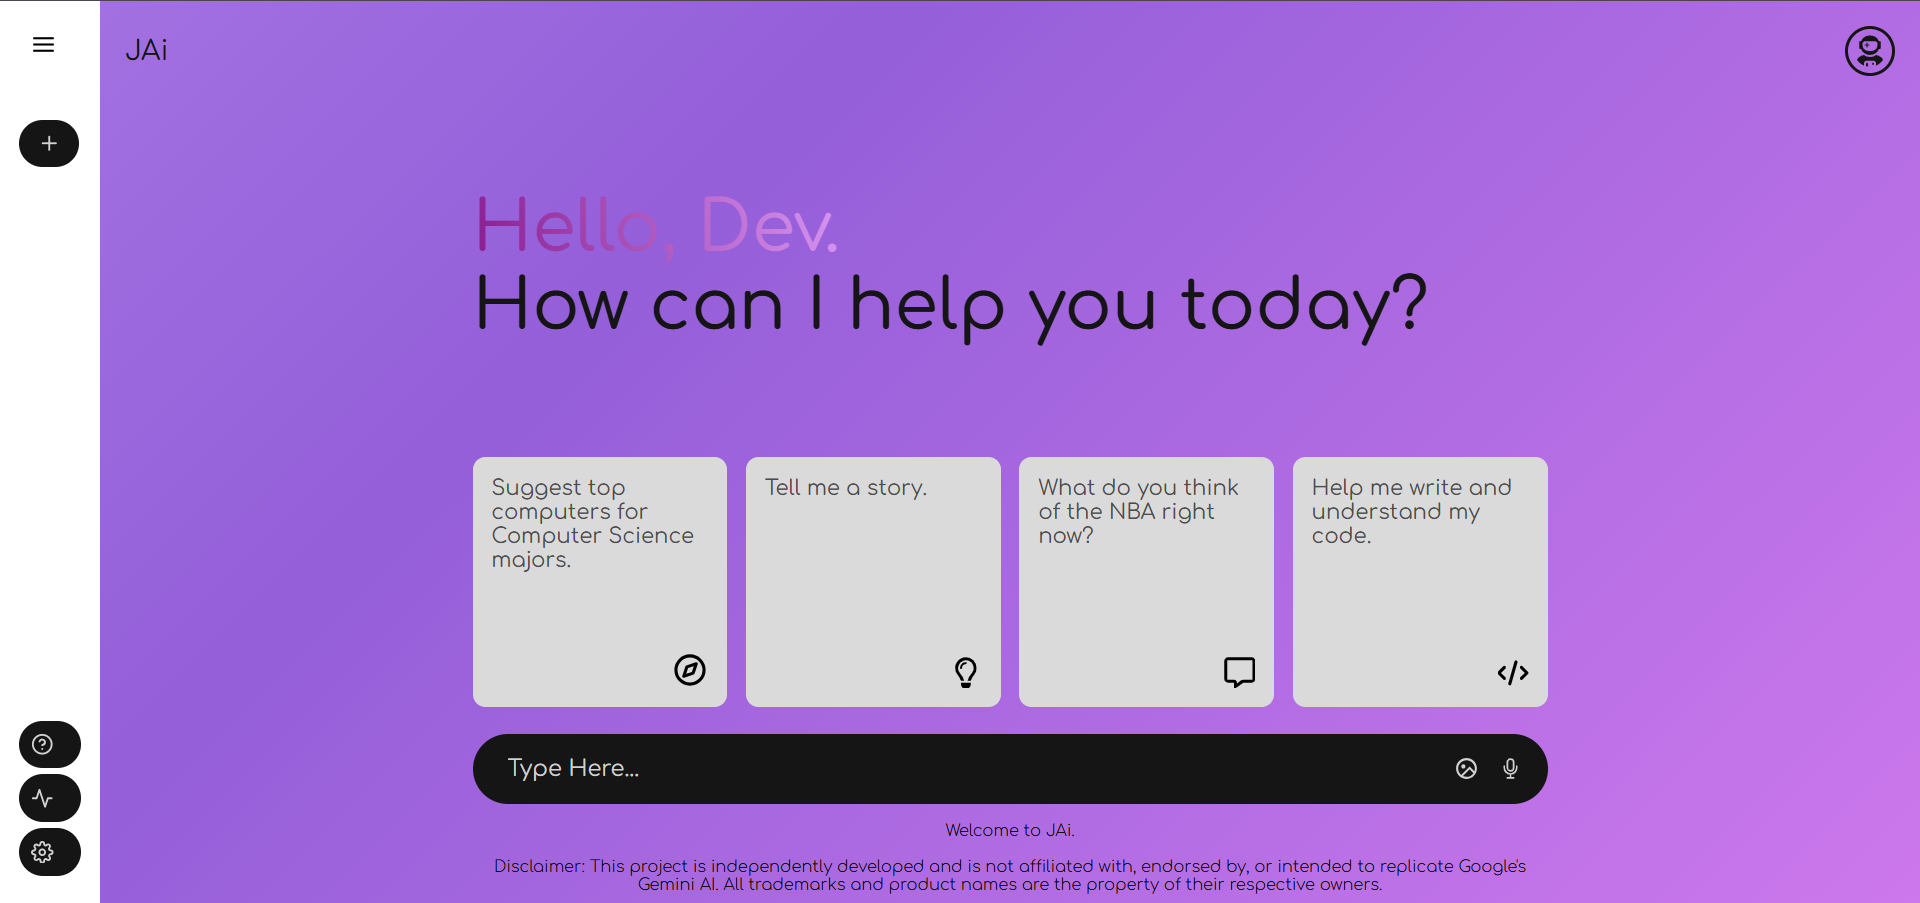 JAi
Hello, Dev.
How can I help you today?
Suggest top
computers for
Computer Science
majors.
Tell me a story.
What do you think
of the NBA right
now?
Help me write and
understand my
code.
Type Here...
Welcome to JAi.
Disclaimer: This project is independently developed and is not affiliated with, endorsed by, or intended to replicate Google's
Gemini AI. All trademarks and product names are the property of their respective owners.